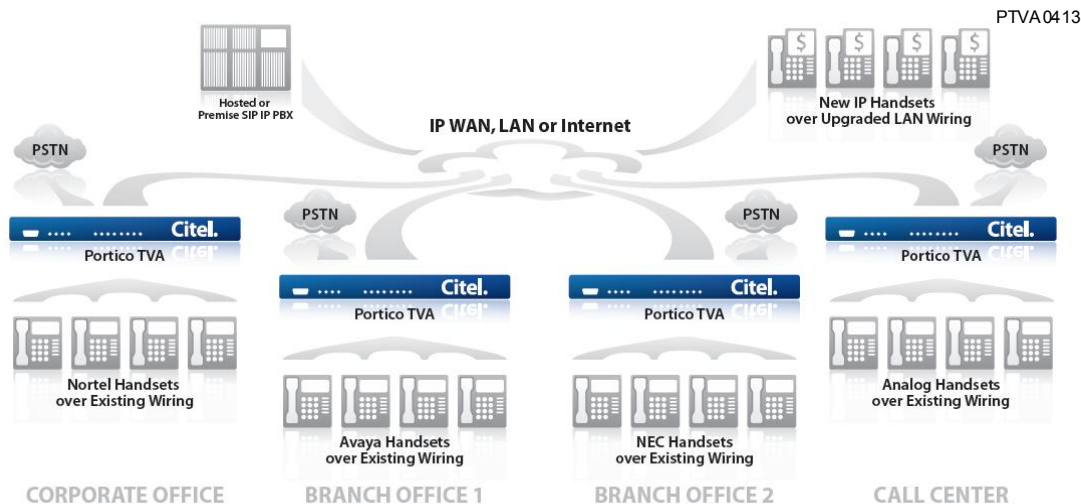 PTVA0413
$ $ $ $
Hosted or
Premise SIP IP PBX
New IP Handsets
over Upgraded LAN Wiring
IP WAN, LAN or Internet
PSTN
PSTN
PSTN
PSTN
Citel.
Portico TVA
Citel.
Portico TVA
Citel.
Portico TVA
Citel.
Portico TVA
Nortel Handsets
over Existing Wiring
Avaya Handsets
over Existing Wiring
NEC Handsets
over Existing Wiring
Analog Handsets
over Existing Wiring
CORPORATE OFFICE
BRANCH OFFICE 1
BRANCH OFFICE 2
CALL CENTER